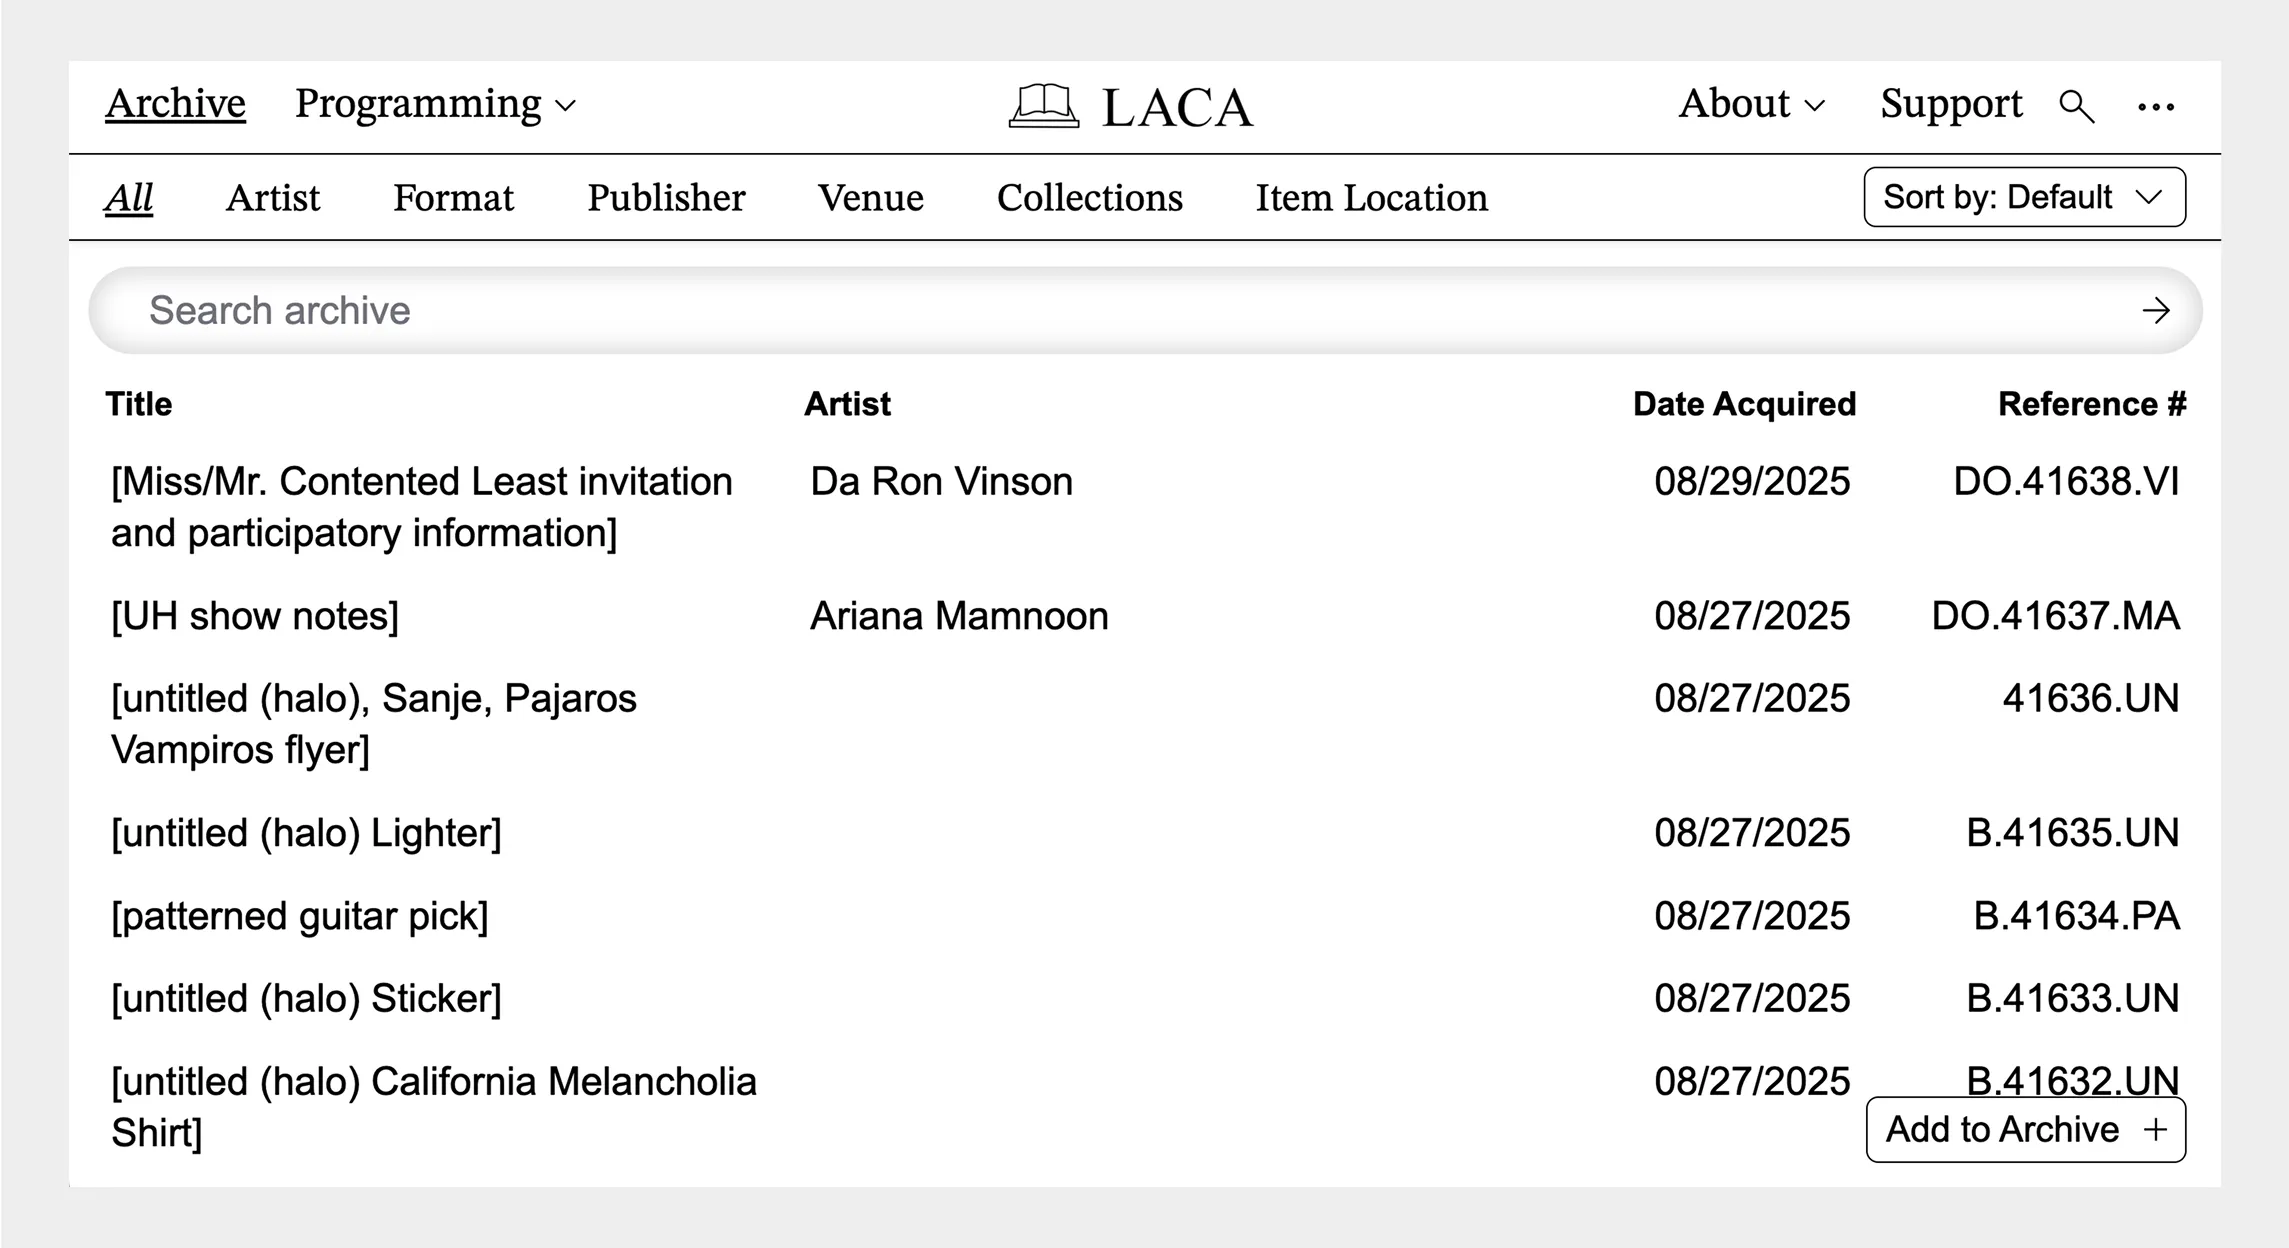 Archive Programming LACA About Support
All Artist Format Publisher Venue Collections Item Location Sort by: Default
Search archive
Title Artist Date Acquired Reference #
[Miss/Mr. Contented Least invitation Da Ron Vinson 08/29/2025 DO.41638.VI
and participatory information]
[UH show notes] Ariana Mamnoon 08/27/2025 DO.41637.MA
[untitled (halo), Sanje, Pajaros 08/27/2025 41636.UN
Vampiros flyer]
[untitled (halo) Lighter] 08/27/2025 B.41635.UN
[patterned guitar pick] 08/27/2025 B.41634.PA
[untitled (halo) Sticker] 08/27/2025 B.41633.UN
[untitled (halo) California Melancholia 08/27/2025 B.41632.UN
Shirt] Add to Archive +